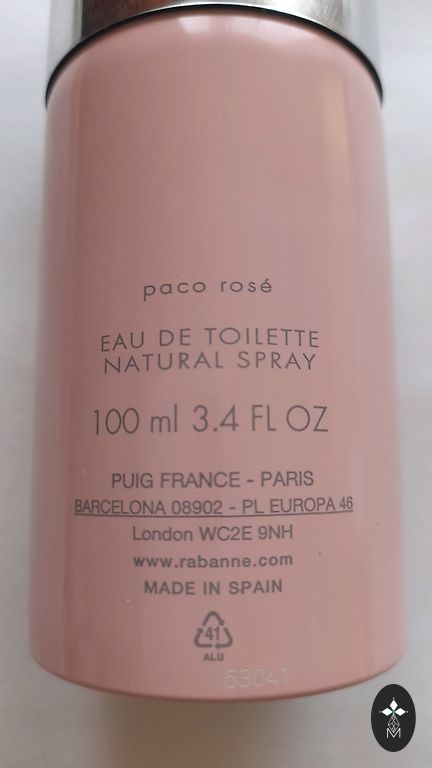 paco rosé
EAU DE TOILETTE
NATURAL SPRAY
100 ml 3.4 FL OZ
PUIG FRANCE - PARIS
BARCELONA 08902 - PL EUROPA 46
London WC2E 9NH
www.rabanne.com
MADE IN SPAIN
41
ALU
53041
M